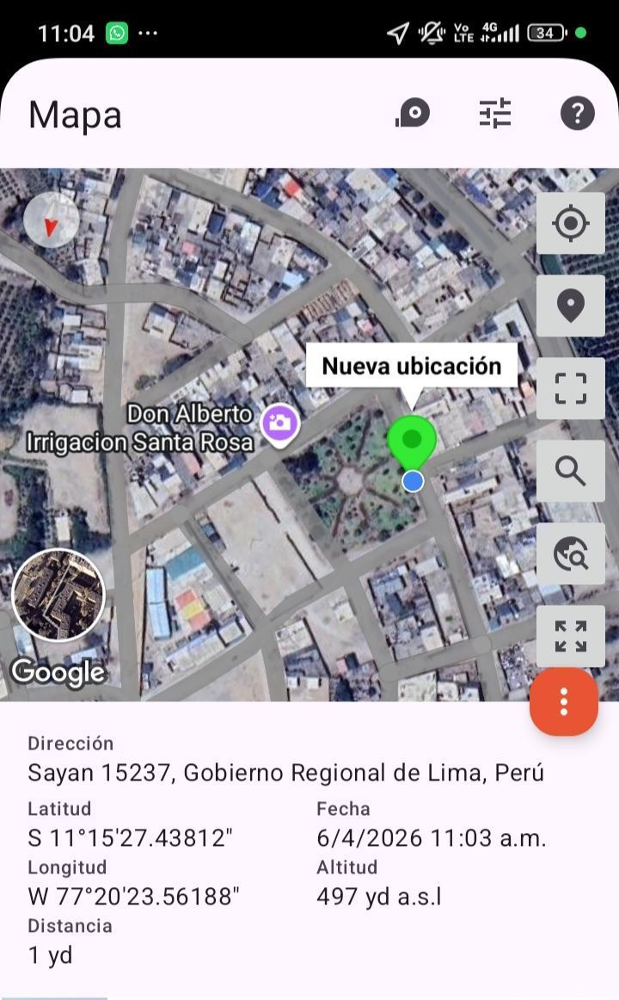 11:04
Vo LTE
4G
34
Mapa
?
Nueva ubicación
Don Alberto
Irrigacion Santa Rosa
Google
Dirección
Sayan 15237, Gobierno Regional de Lima, Perú
Latitud
S 11°15'27.43812"
Fecha
6/4/2026 11:03 a.m.
Longitud
W 77°20'23.56188"
Altitud
497 yd a.s.l
Distancia
1 yd